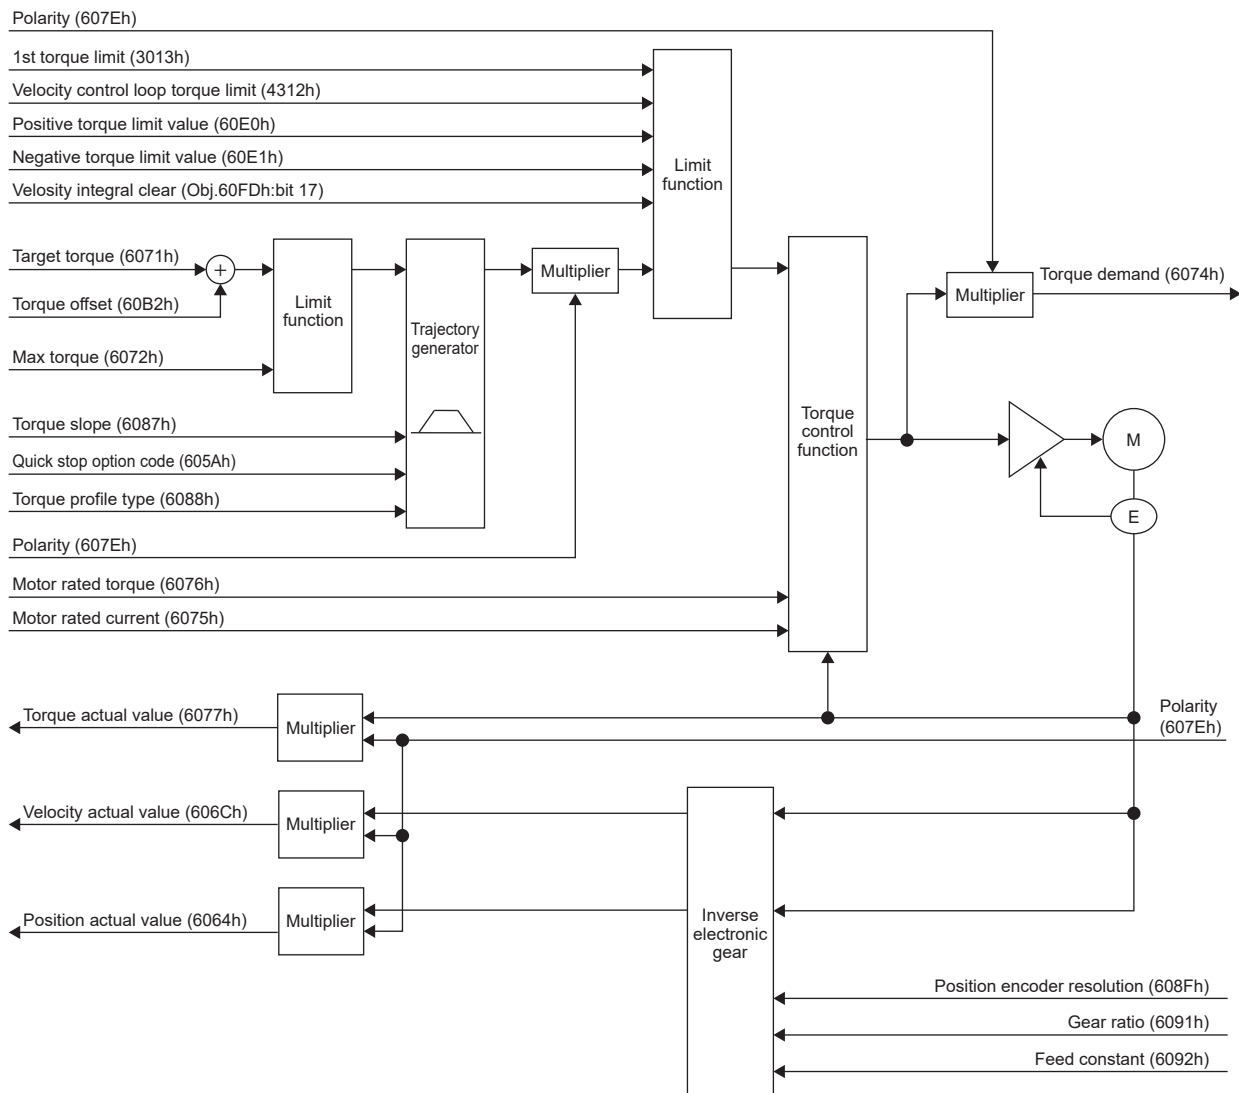 Polarity (607Eh)
1st torque limit (3013h)
Velocity control loop torque limit (4312h)
Positive torque limit value (60E0h)
Negative torque limit value (60E1h)
Velosity integral clear (Obj.60FDh:bit 17)
Limit
function
Target torque (6071h)
+
Torque offset (60B2h)
Max torque (6072h)
Limit
function
Trajectory
generator
Multiplier
Multiplier
Torque demand (6074h)
Torque slope (6087h)
Quick stop option code (605Ah)
Torque profile type (6088h)
Polarity (607Eh)
Motor rated torque (6076h)
Motor rated current (6075h)
Torque
control
function
M
E
Torque actual value (6077h)
Multiplier
Polarity
(607Eh)
Velocity actual value (606Ch)
Multiplier
Position actual value (6064h)
Multiplier
Inverse
electronic
gear
Position encoder resolution (608Fh)
Gear ratio (6091h)
Feed constant (6092h)